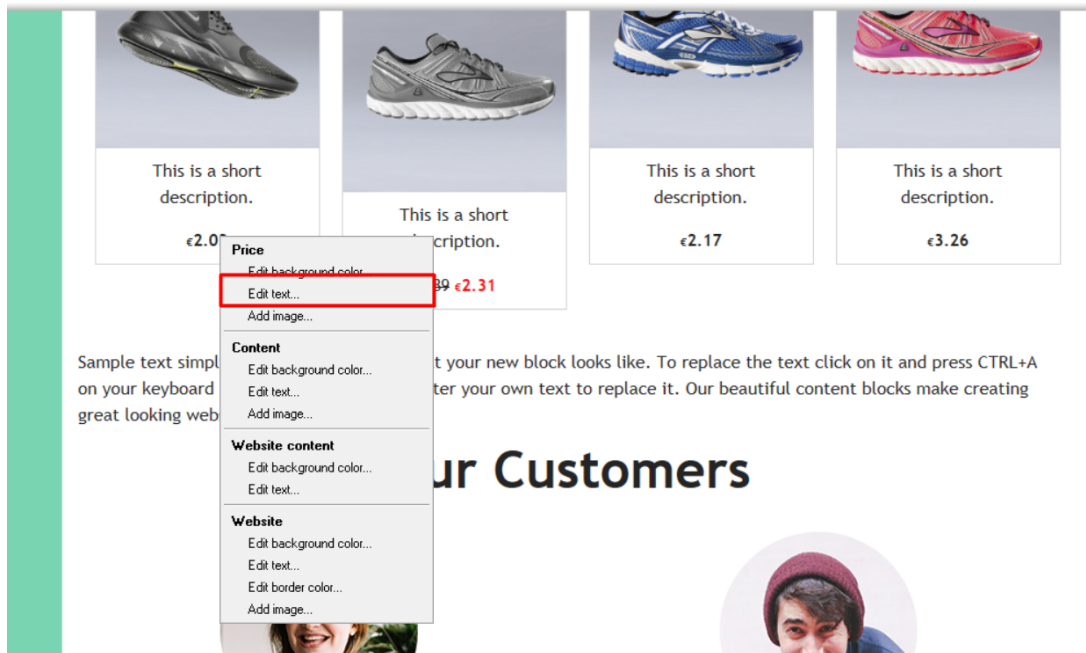 This is a short
description.
€2.0
This is a short
cription.
89 €2.31
This is a short
description.
€2.17
This is a short
description.
€3.26
Price
Edit background color...
Edit text...
Add image...
Content
Edit background color...
Edit text...
Add image...
Website content
Edit background color...
Edit text...
Website
Edit background color...
Edit text...
Edit border color...
Add image...
Sample text simpl t your new block looks like. To replace the text click on it and press CTRL+A
on your keyboard ter your own text to replace it. Our beautiful content blocks make creating
great looking web
ur Customers